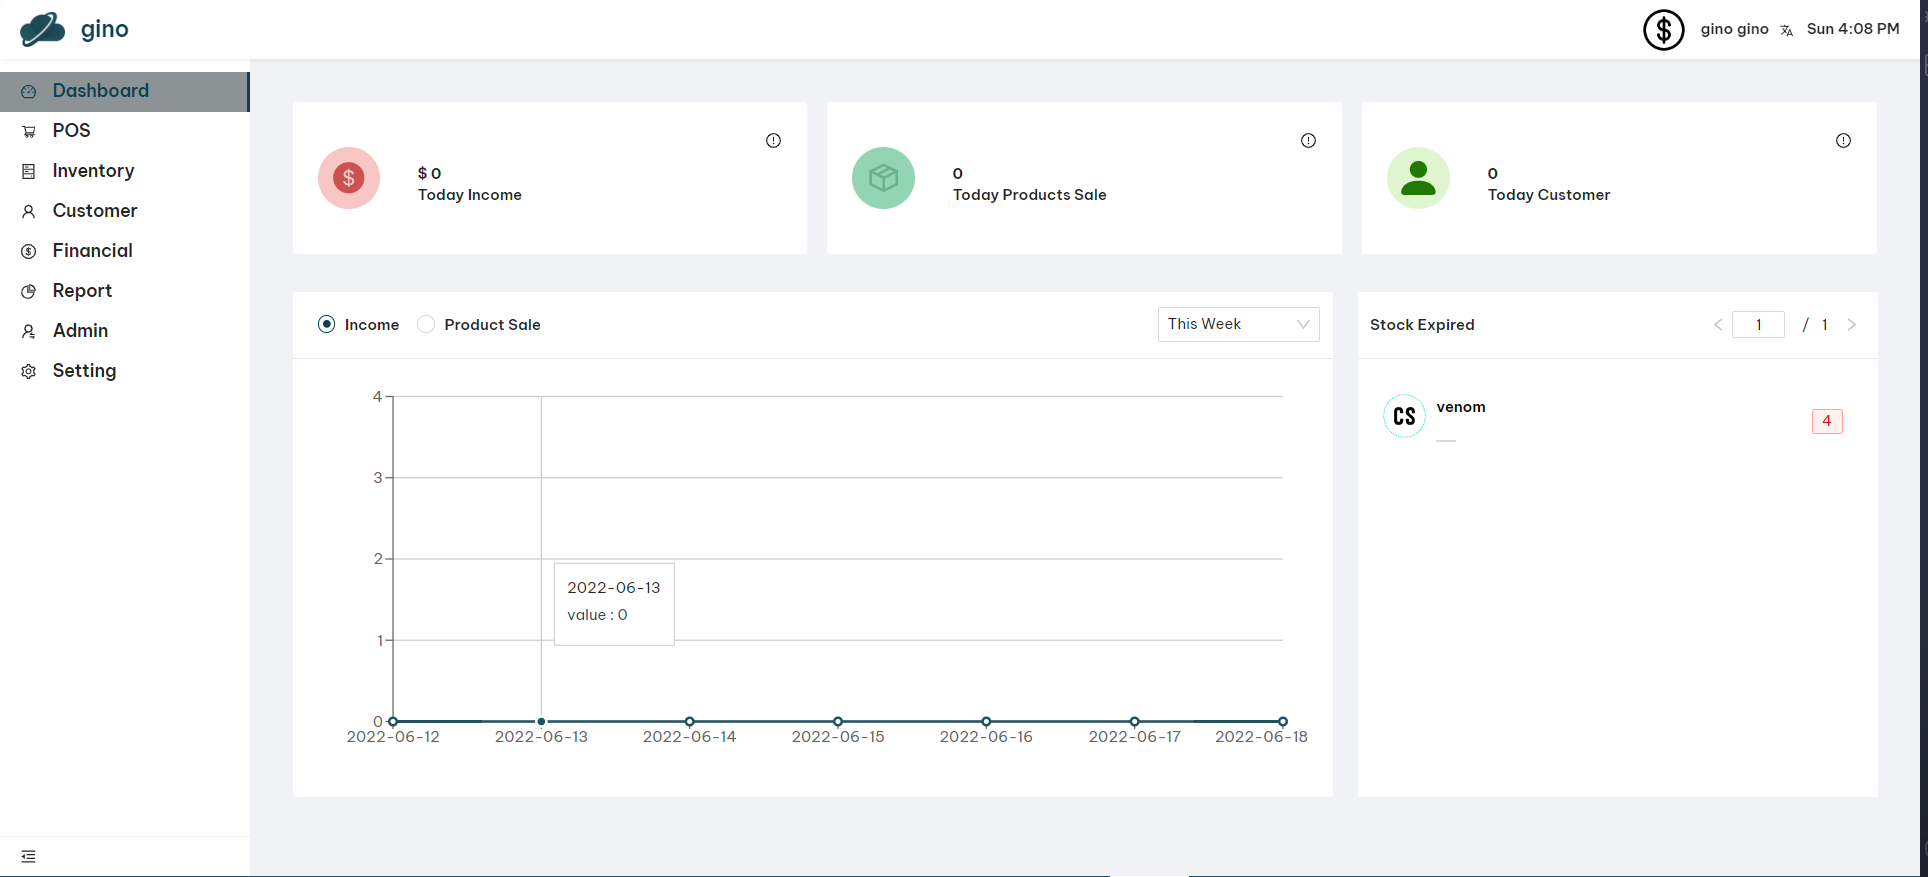 gino
gino gino
Sun 4:08 PM
Dashboard
POS
Inventory
Customer
Financial
Report
Admin
Setting
$ 0
Today Income
0
Today Products Sale
0
Today Customer
Income
Product Sale
This Week
4
3
2
1
0
2022-06-13
value : 0
2022-06-12
2022-06-13
2022-06-14
2022-06-15
2022-06-16
2022-06-17
2022-06-18
Stock Expired
1 / 1
CS
venom
4